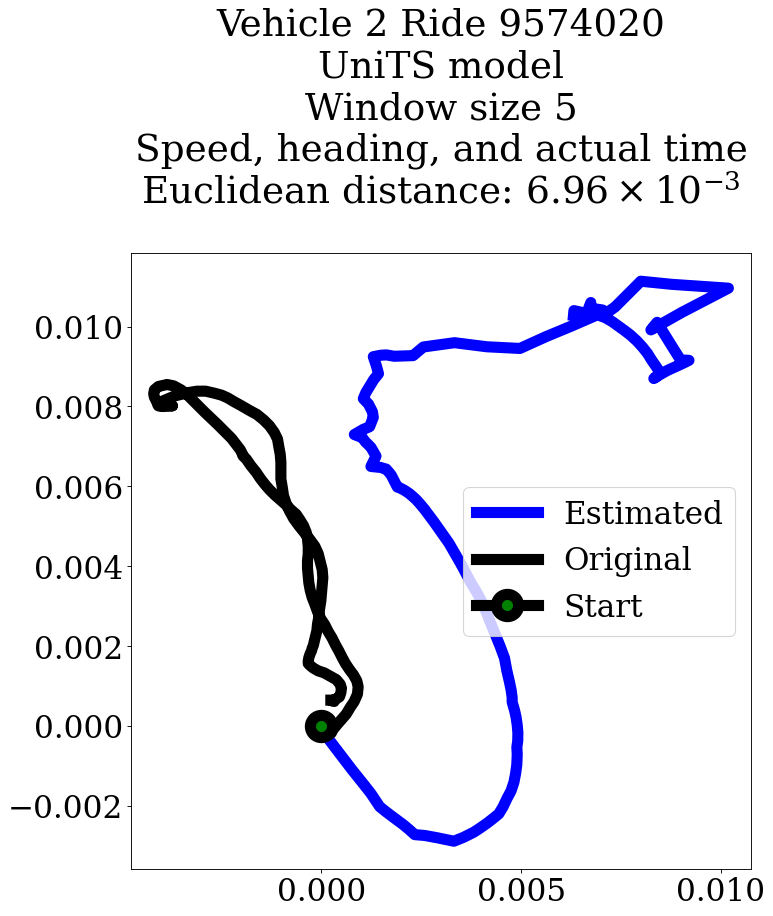 Vehicle 2 Ride 9574020
UniTS model
Window size 5
Speed, heading, and actual time
Euclidean distance: 6.96 × 10⁻³
0.010
0.008
0.006
0.004
0.002
0.000
−0.002
Estimated
Original
Start
0.000 0.005 0.010